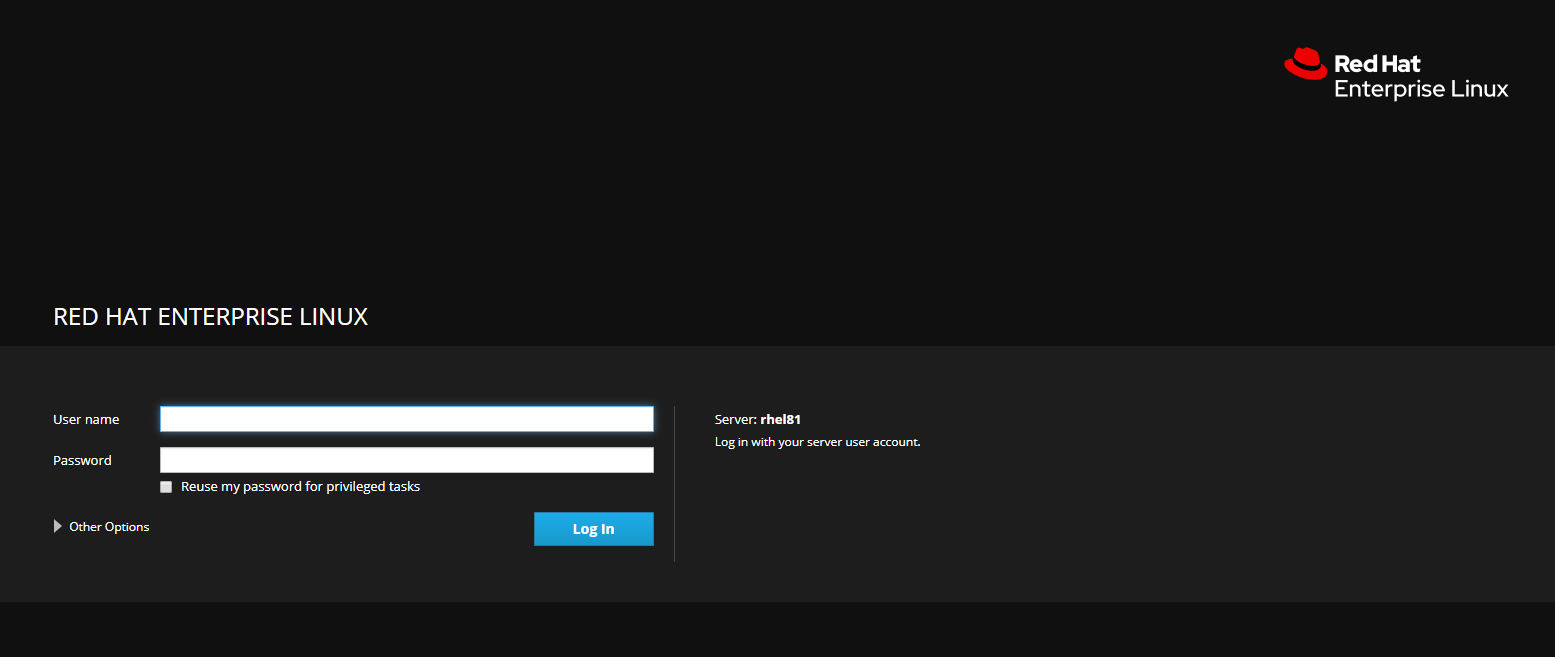 Red Hat
Enterprise Linux
RED HAT ENTERPRISE LINUX
User name
Password
Reuse my password for privileged tasks
Other Options
Log In
Server: rhel81
Log in with your server user account.